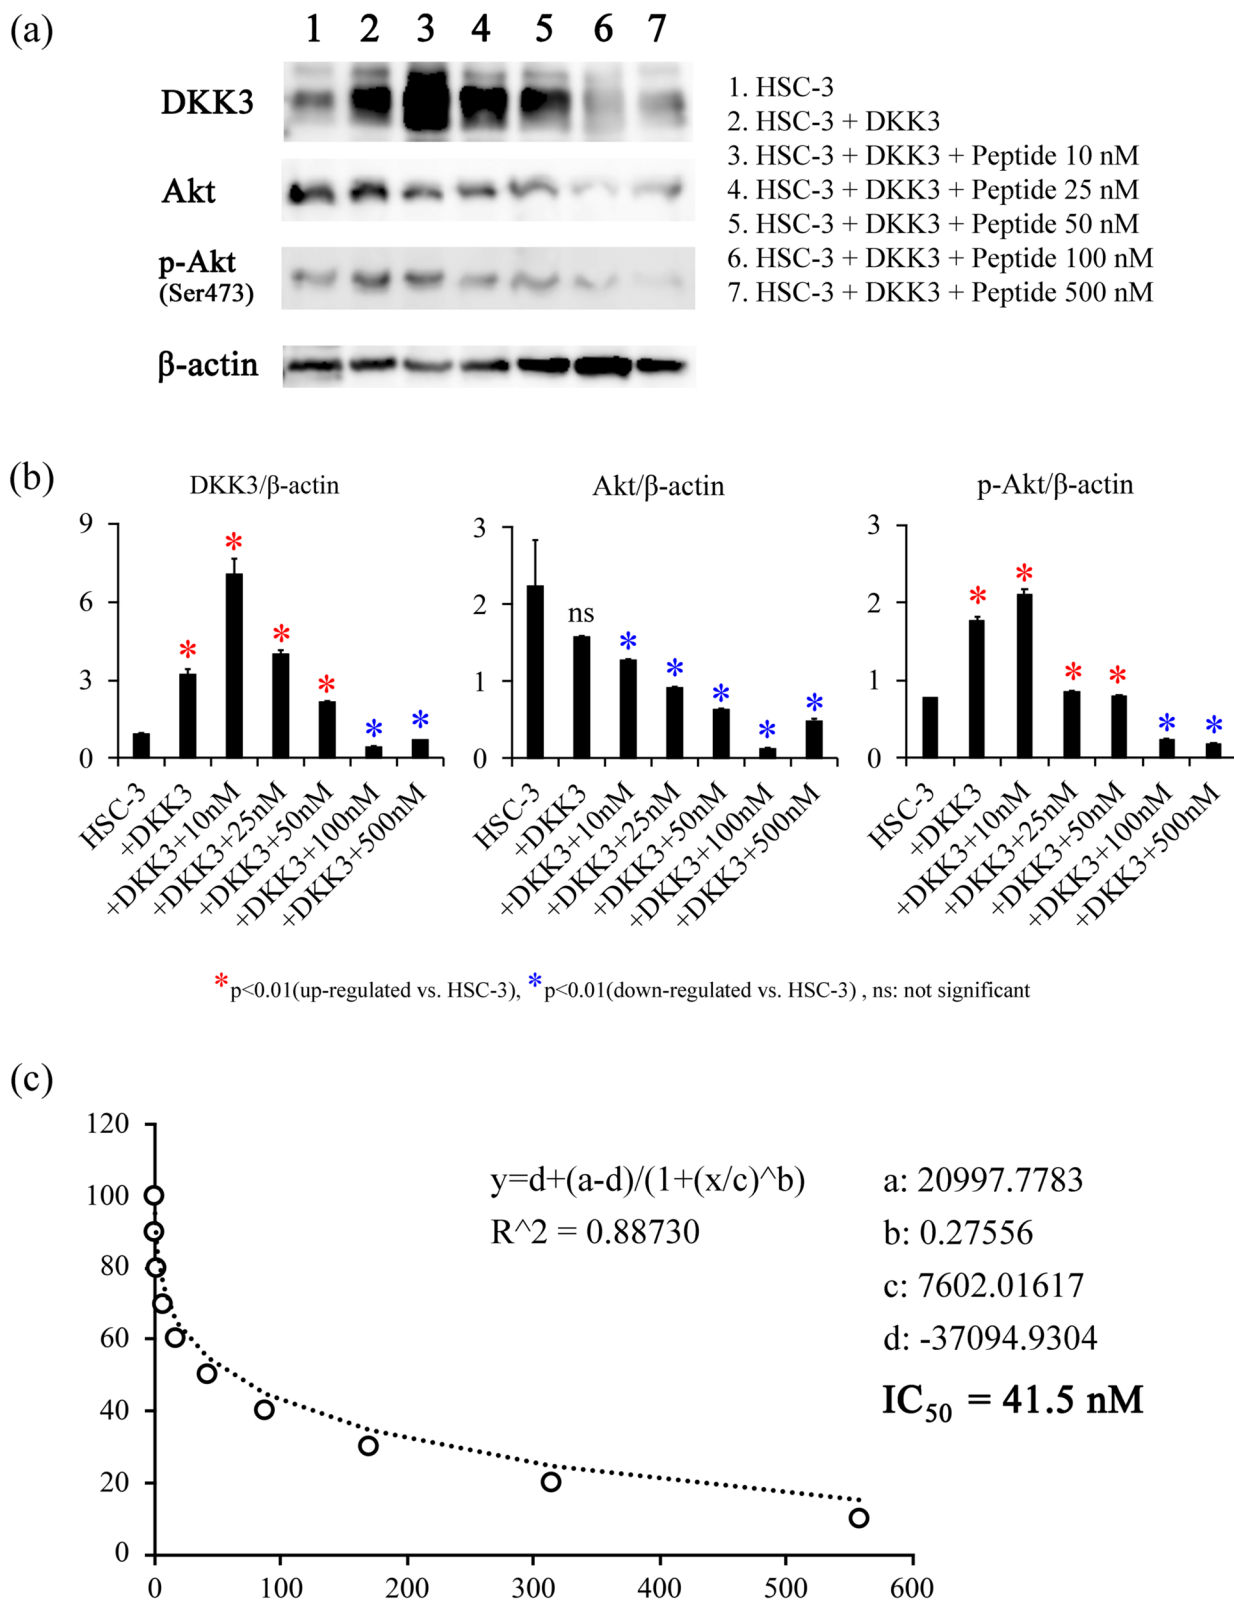 (a)
1 2 3 4 5 6 7
DKK3
Akt
p-Akt
(Ser473)
β-actin
1. HSC-3
2. HSC-3 + DKK3
3. HSC-3 + DKK3 + Peptide 10 nM
4. HSC-3 + DKK3 + Peptide 25 nM
5. HSC-3 + DKK3 + Peptide 50 nM
6. HSC-3 + DKK3 + Peptide 100 nM
7. HSC-3 + DKK3 + Peptide 500 nM
(b)
DKK3/β-actin
9
6
3
0
*
*
*
*
*
*
HSC-3
+DKK3
+DKK3+10nM
+DKK3+25nM
+DKK3+50nM
+DKK3+100nM
+DKK3+500nM
Akt/β-actin
3
2
1
0
ns
*
*
*
*
*
HSC-3
+DKK3
+DKK3+10nM
+DKK3+25nM
+DKK3+50nM
+DKK3+100nM
+DKK3+500nM
p-Akt/β-actin
3
2
1
0
*
*
*
*
*
*
HSC-3
+DKK3
+DKK3+10nM
+DKK3+25nM
+DKK3+50nM
+DKK3+100nM
+DKK3+500nM
*p<0.01(up-regulated vs. HSC-3), *p<0.01(down-regulated vs. HSC-3) , ns: not significant
(c)
120
100
80
60
40
20
0
0 100 200 300 400 500 600
y=d+(a-d)/(1+(x/c)^b)
R^2 = 0.88730
a: 20997.7783
b: 0.27556
c: 7602.01617
d: -37094.9304
IC50 = 41.5 nM